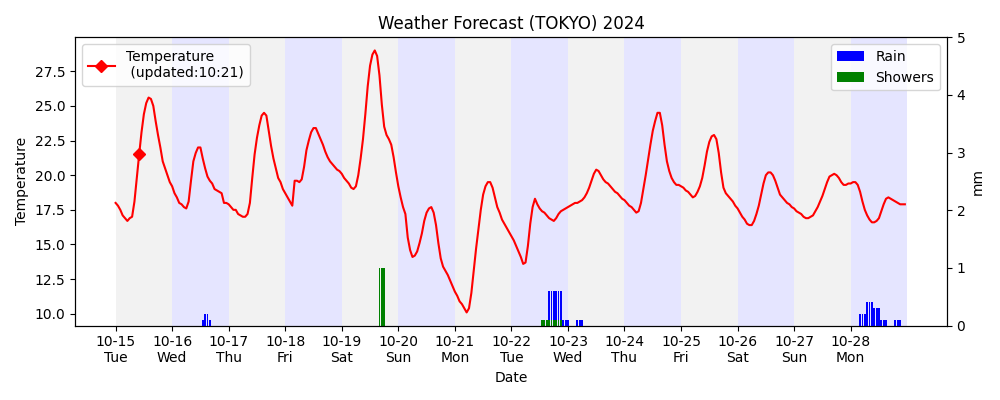 Weather Forecast (TOKYO) 2024
Temperature
(updated:10:21)
Rain
Showers
Temperature
27.5
25.0
22.5
20.0
17.5
15.0
12.5
10.0
5
4
3
2
1
0
mm
10-15 10-16 10-17 10-18 10-19 10-20 10-21 10-22 10-23 10-24 10-25 10-26 10-27 10-28
Tue Wed Thu Fri Sat Sun Mon Tue Wed Thu Fri Sat Sun Mon
Date